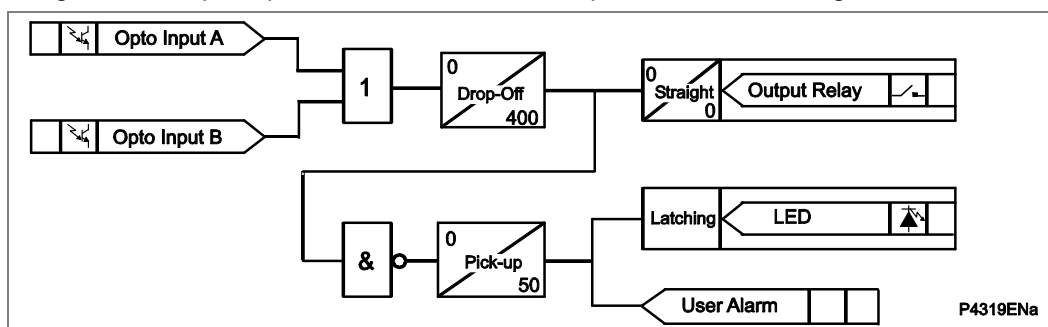 Opto Input A
Opto Input B
1
0
Drop-Off
400
0
Straight
0
Output Relay
&
0
Pick-up
50
Latching
LED
User Alarm
P4319ENa